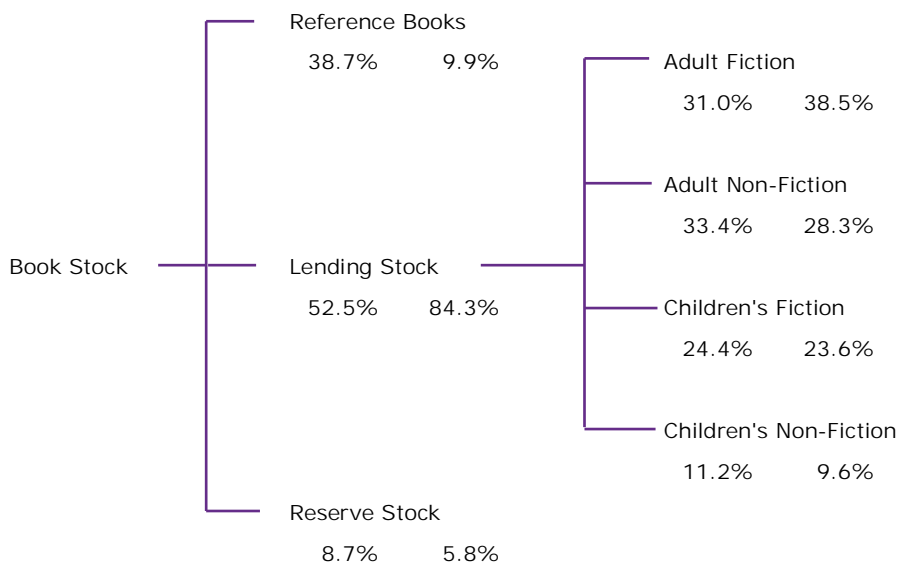 Reference Books
38.7% 9.9%
Adult Fiction
31.0% 38.5%
Adult Non-Fiction
33.4% 28.3%
Book Stock
Lending Stock
52.5% 84.3%
Children's Fiction
24.4% 23.6%
Children's Non-Fiction
11.2% 9.6%
Reserve Stock
8.7% 5.8%